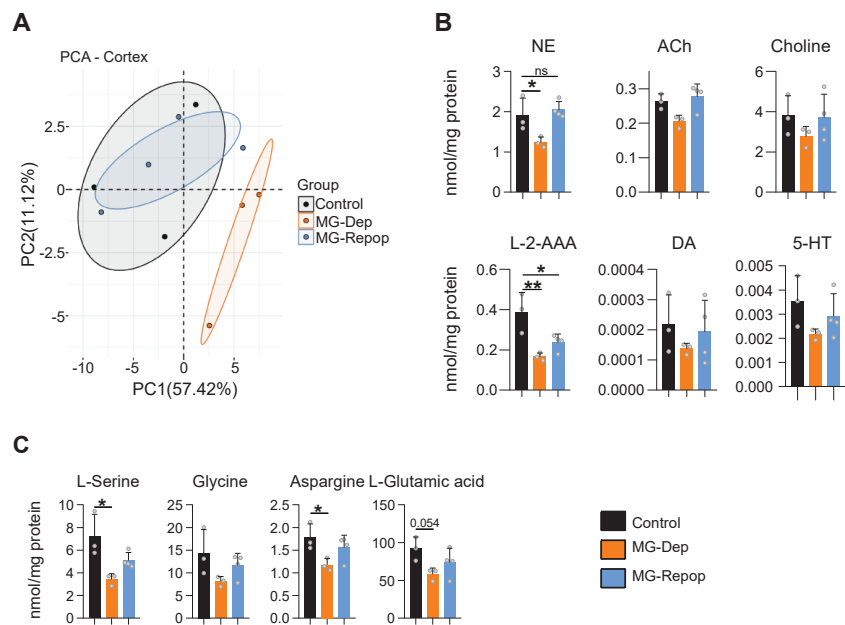 A
PCA - Cortex
PC2(11.12%)
2.5
0
-2.5
-5
-10
-5
0
5
PC1(57.42%)
Group
Control
MG-Dep
MG-Repop
B
nmol/mg protein
NE
ns
*
3
2
1
0
ACh
0.3
0.2
0.1
0.0
Choline
6
4
2
0
nmol/mg protein
L-2-AAA
*
**
0.6
0.4
0.2
0.0
DA
0.0004
0.0003
0.0002
0.0001
0.0000
5-HT
0.005
0.004
0.003
0.002
0.001
0.000
C
nmol/mg protein
L-Serine
*
10
8
6
4
2
0
Glycine
25
20
15
10
5
0
Aspargine
*
2.5
2.0
1.5
1.0
0.5
0.0
L-Glutamic acid
0.054
150
100
50
0
Control
MG-Dep
MG-Repop